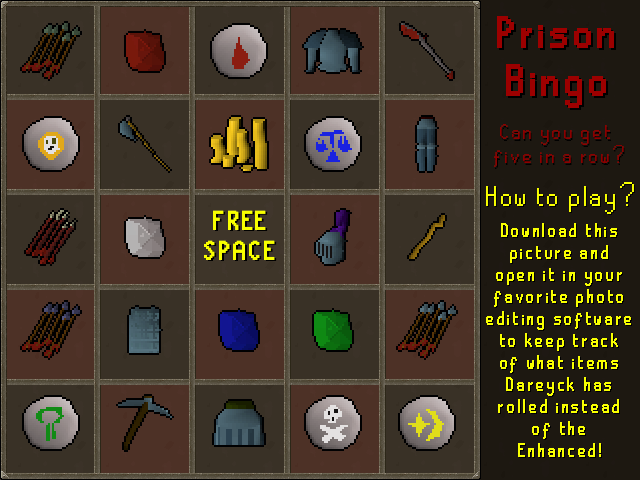 Prison
Bingo
Can you get
five in a row?
How to play?
Download this
picture and
open it in your
favorite photo
editing software
to keep track
of what items
Dareyck has
rolled instead
of the
Enhanced!
FREE
SPACE